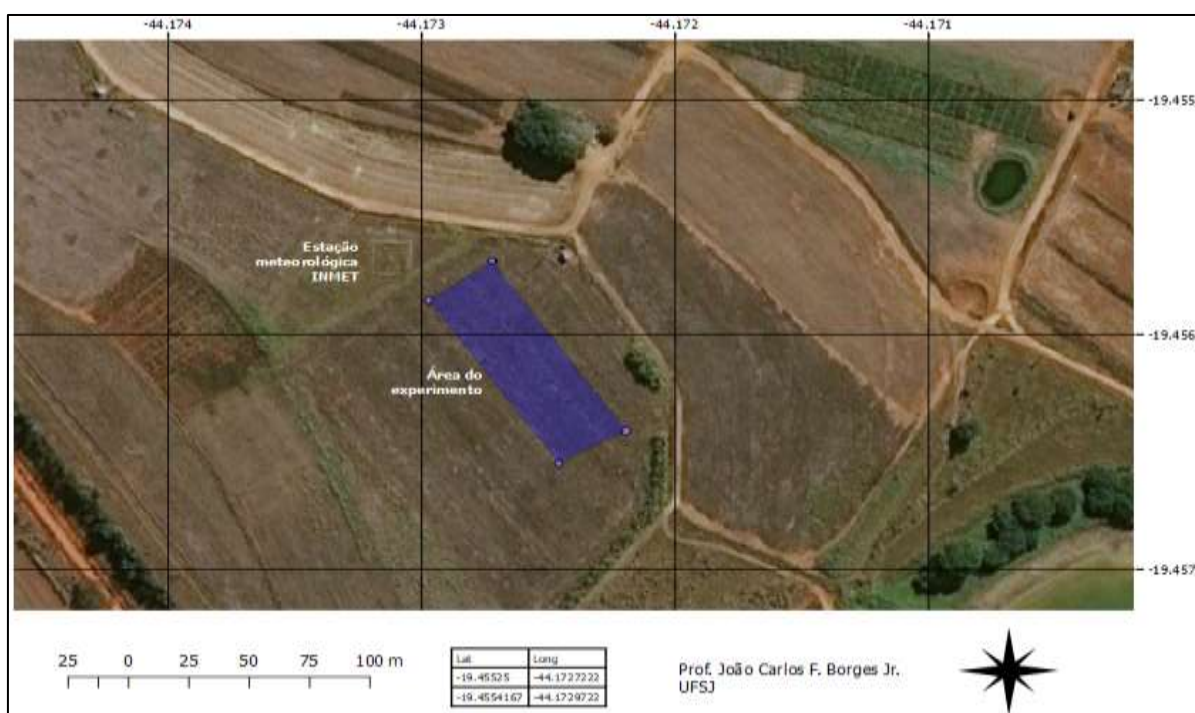 -44.174 -44.173 -44.172 -44.171
-19.455
Estação
meteorológica
INMET
-19.456
Área do
experimento
-19.457
25 0 25 50 75 100 m
Lat Long
-19.45525 -44.1727222
-19.4554167 -44.1729722
Prof. João Carlos F. Borges Jr.
UFSJ